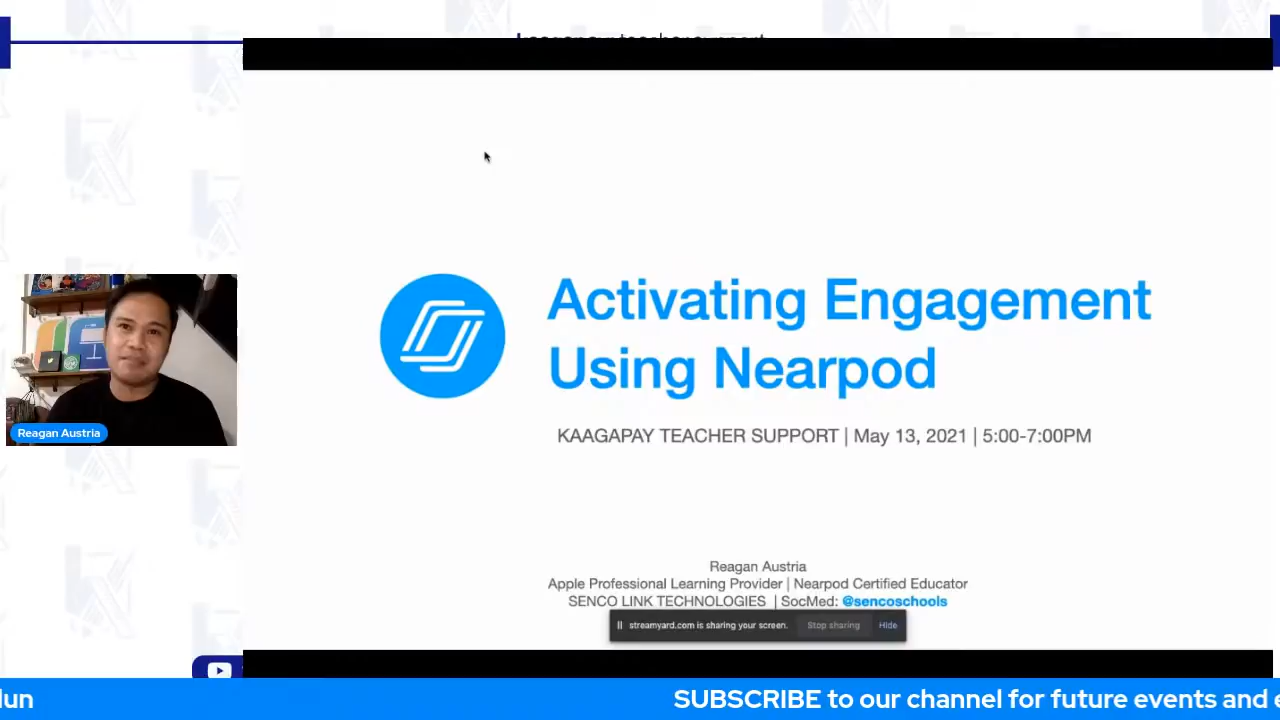 Activating Engagement
Using Nearpod
KAAGAPAY TEACHER SUPPORT | May 13, 2021 | 5:00-7:00PM
Reagan Austria
Reagan Austria
Apple Professional Learning Provider | Nearpod Certified Educator
SENCO LINK TECHNOLOGIES | SocMed: @sencoschools
streamyard.com is sharing your screen. Stop sharing Hide
SUBSCRIBE to our channel for future events and